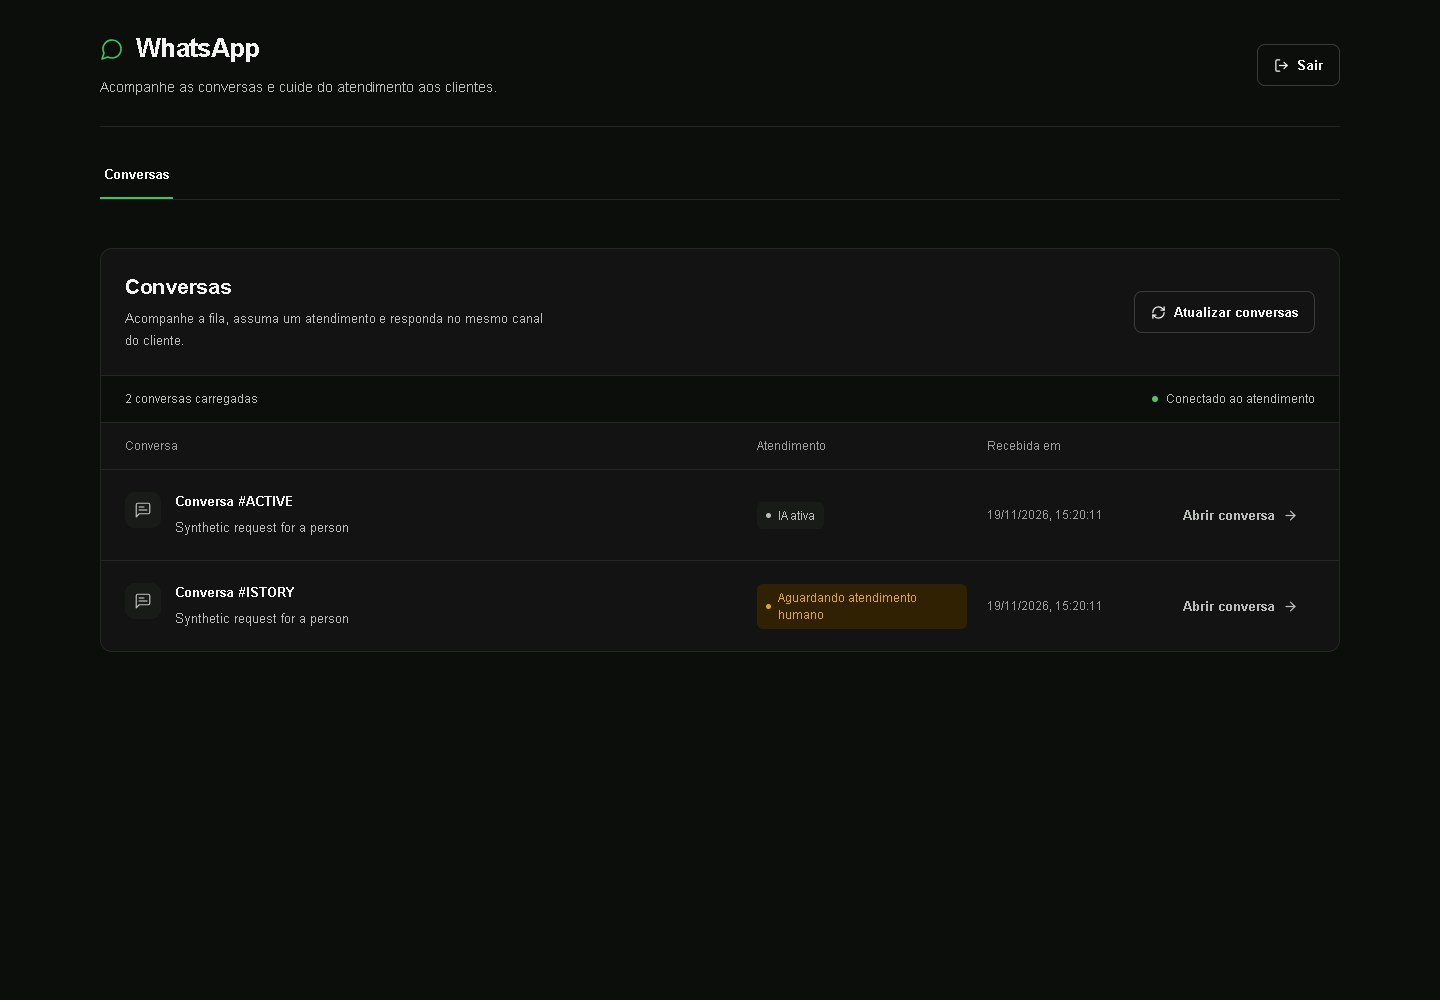 WhatsApp
Acompanhe as conversas e cuide do atendimento aos clientes.
Sair
Conversas
Conversas
Acompanhe a fila, assuma um atendimento e responda no mesmo canal
do cliente.
Atualizar conversas
2 conversas carregadas
Conectado ao atendimento
Conversa
Atendimento
Recebida em
Conversa #ACTIVE
Synthetic request for a person
IA ativa
19/11/2026, 15:20:11
Abrir conversa
Conversa #ISTORY
Synthetic request for a person
Aguardando atendimento
humano
19/11/2026, 15:20:11
Abrir conversa